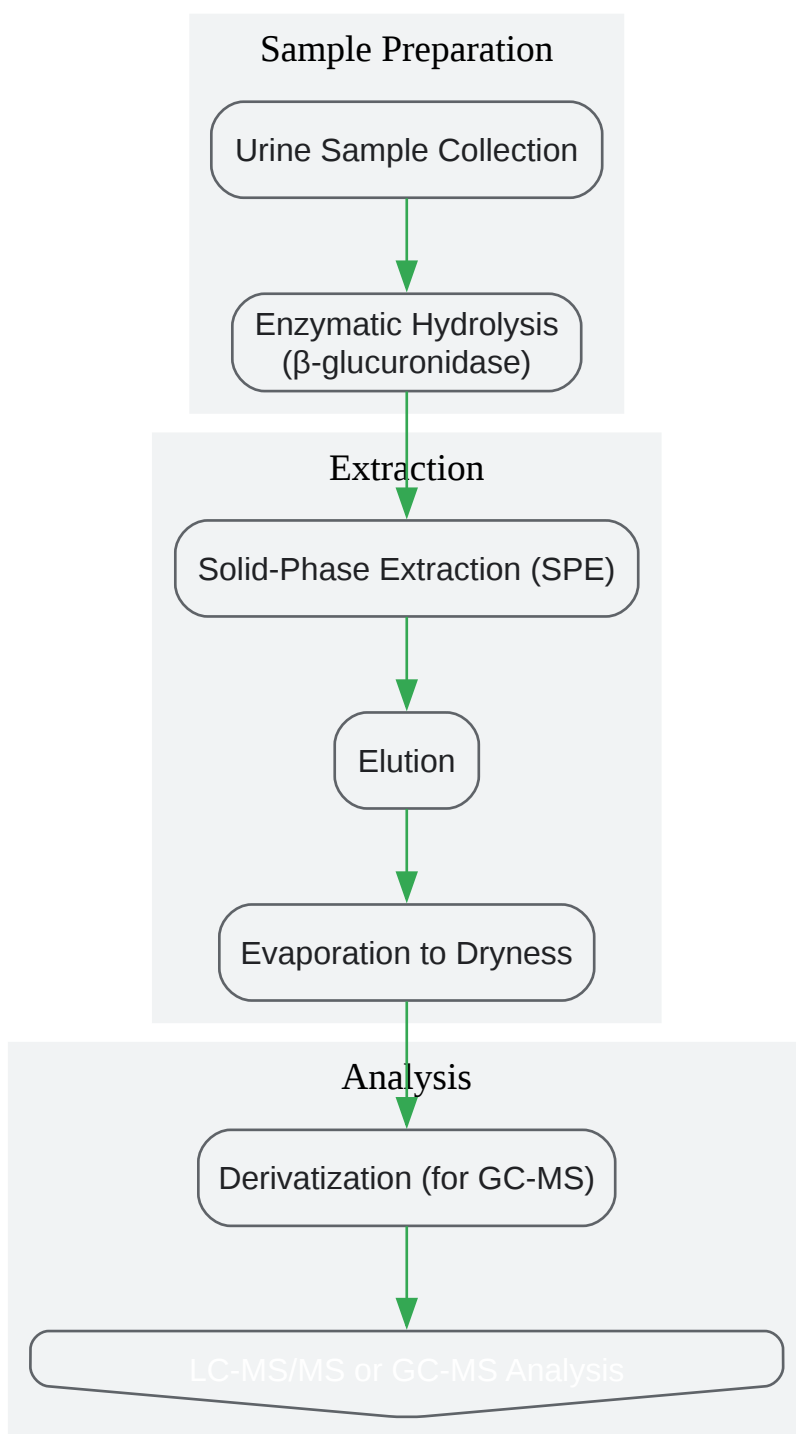 Sample Preparation
Urine Sample Collection
Enzymatic Hydrolysis
(β-glucuronidase)
Extraction
Solid-Phase Extraction (SPE)
Elution
Evaporation to Dryness
Analysis
Derivatization (for GC-MS)
LC-MS/MS or GC-MS Analysis